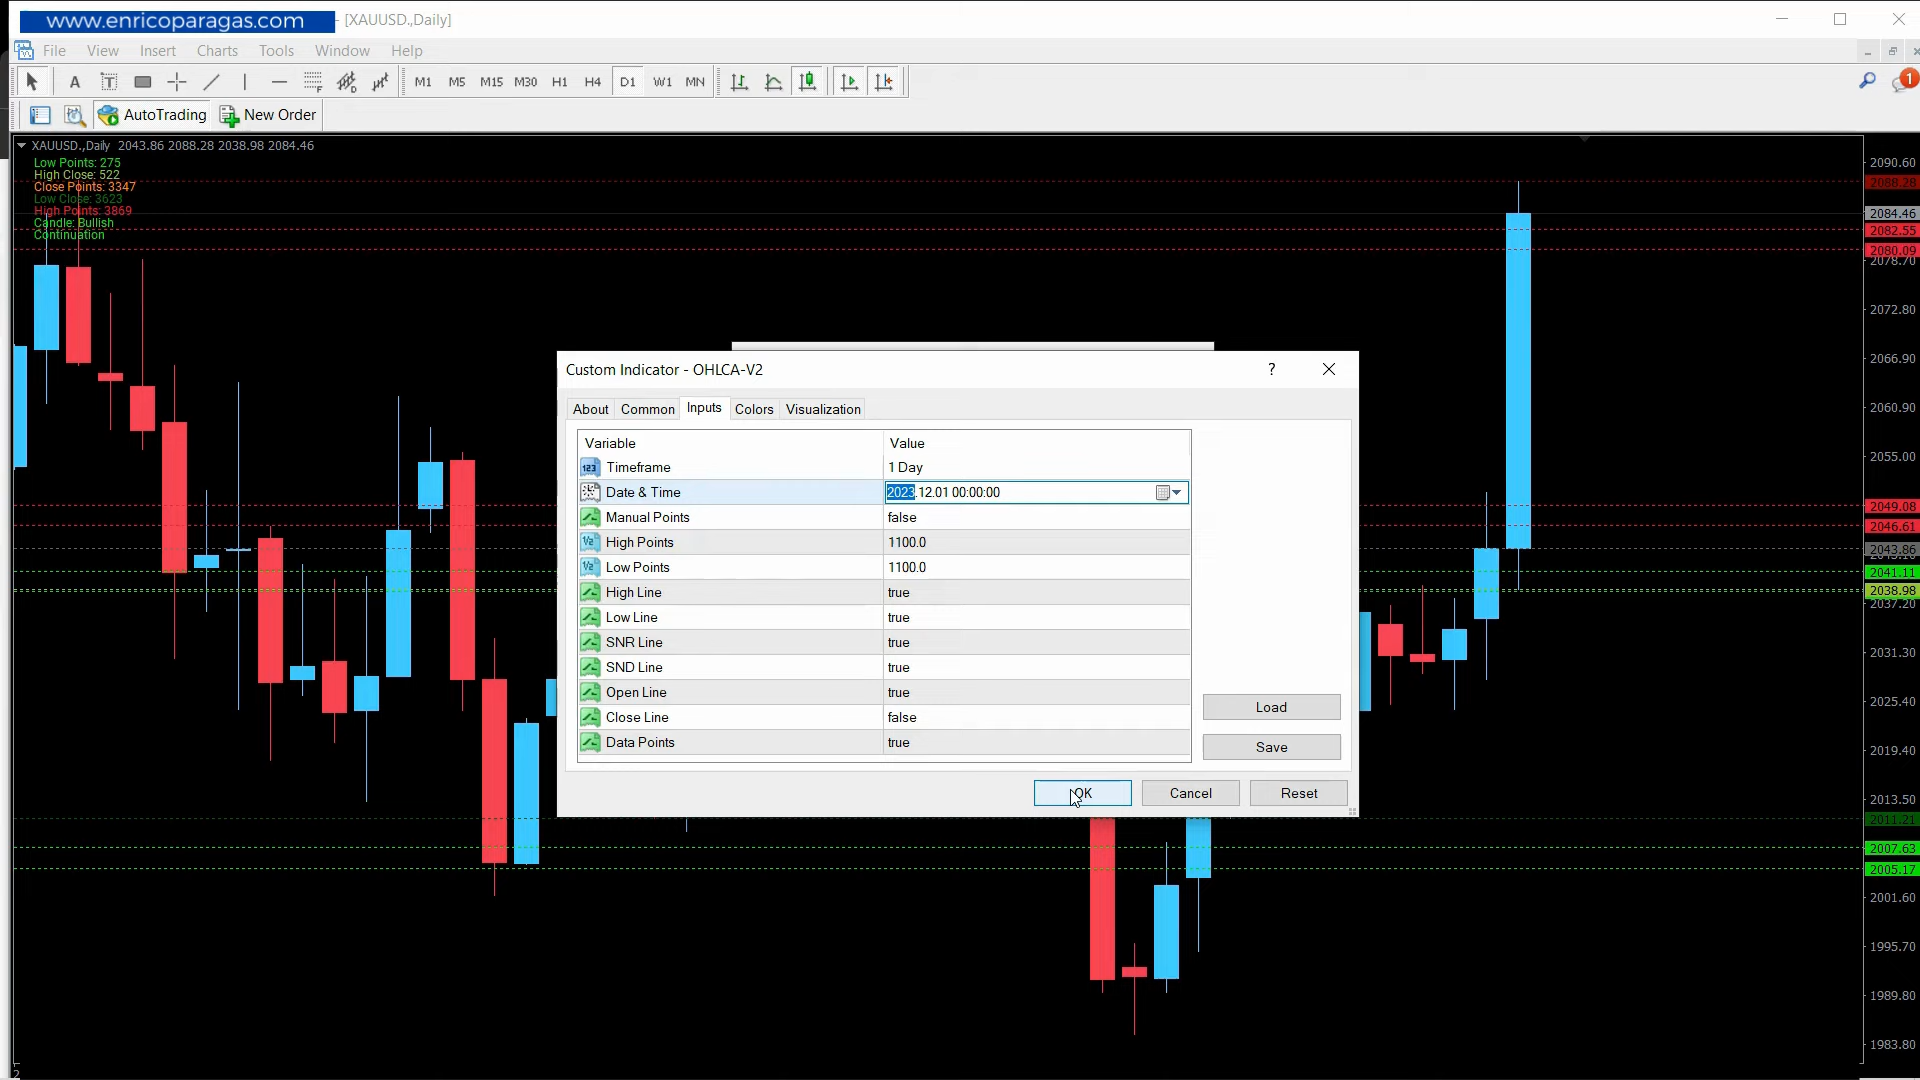 www.enricoparagas.com - [XAUUSD.,Daily]
File View Insert Charts Tools Window Help
A T F M1 M5 M15 M30 H1 H4 D1 W1 MN 1
AutoTrading New Order
XAUUSD.,Daily 2043.86 2088.28 2038.98 2084.46
Low Points: 275
High Close: 522
Close Points: 3347
Low Close: 3623
High Points: 3869
Candle: Bullish
Continuation
2090.60
2088.28
2084.46
2082.55
2080.09
2078.70
2072.80
2066.90
2060.90
2055.00
2049.08
2046.61
2043.86
2041.11
2038.98
2037.20
2031.30
2025.40
2019.40
2013.50
2011.21
2007.63
2005.17
2001.60
1995.70
1989.80
1983.80
Custom Indicator - OHLCA-V2 ?
About Common Inputs Colors Visualization
Variable Value
123 Timeframe 1 Day
Date & Time 2023.12.01 00:00:00
Manual Points false
½ High Points 1100.0
½ Low Points 1100.0
High Line true
Low Line true
SNR Line true
SND Line true
Open Line true
Close Line false
Data Points true
Load
Save
OK Cancel Reset